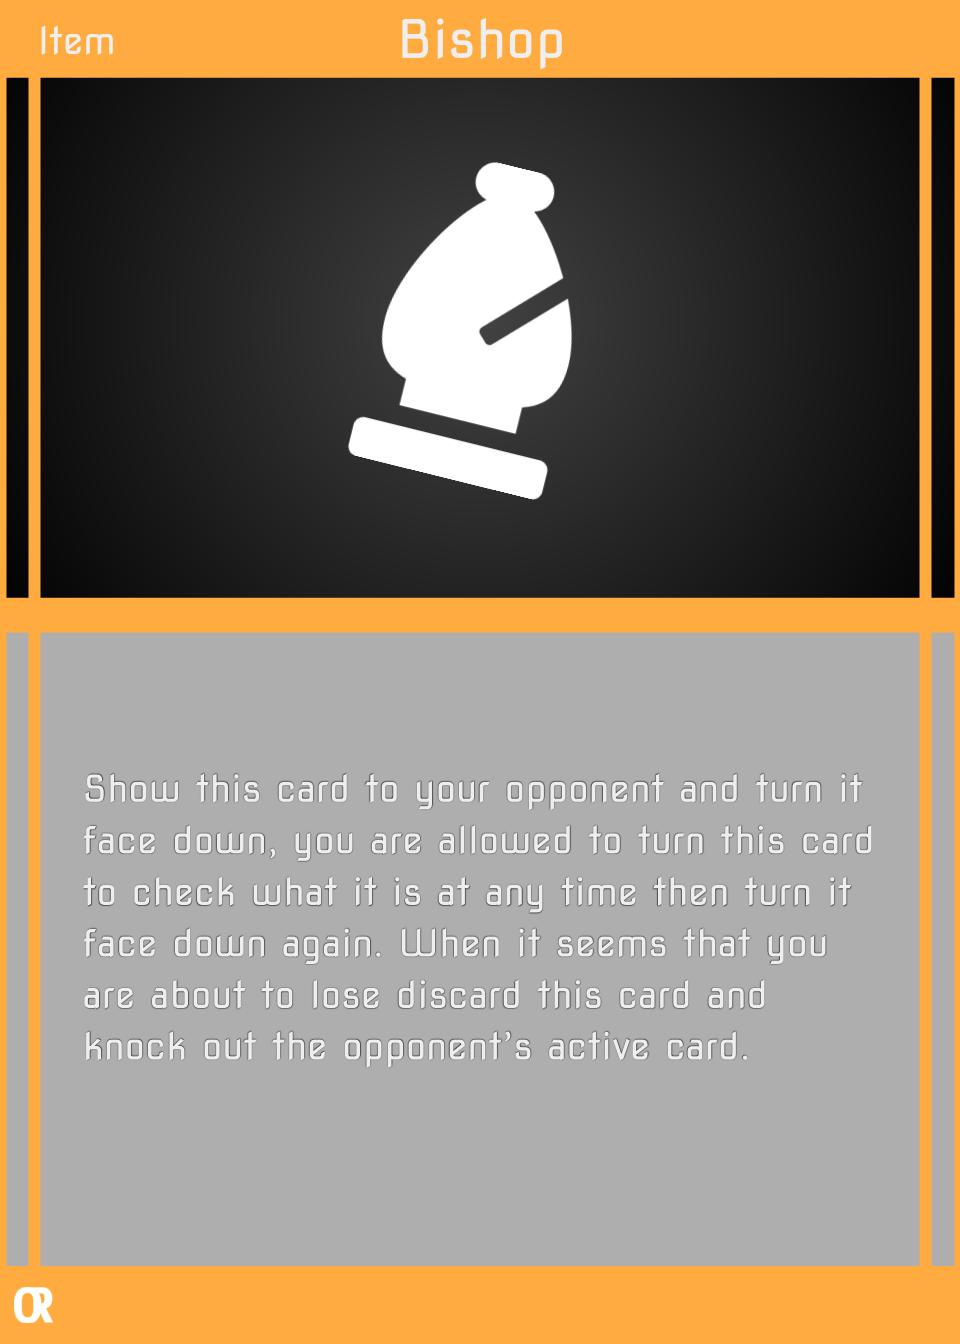 Item
Bishop
Show this card to your opponent and turn it
face down, you are allowed to turn this card
to check what it is at any time then turn it
face down again. When it seems that you
are about to lose discard this card and
knock out the opponent’s active card.
OR